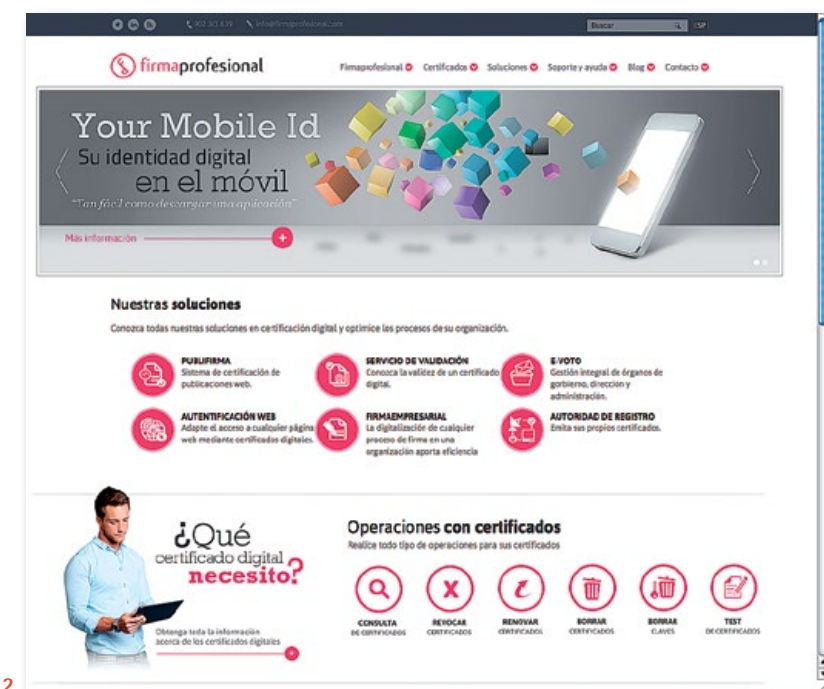 info@firmaprofesional.com
Buscar
ESP
firmaprofesional
Firmaprofesional Certificados Soluciones Soporte y ayuda Blog Contacto
Your Mobile Id
Su identidad digital
en el móvil
"Tan fácil como descargar una aplicación"
Más información
Nuestras soluciones
Conozca todas nuestras soluciones en certificación digital y optimice los procesos de su organización.
PUBLIFIRMA
Sistema de certificación de
publicaciones web.
SERVICIO DE VALIDACIÓN
Conozca la validez de un certificado
digital.
E-VOTO
Gestión integral de órganos de
gobierno, dirección y
administración.
AUTENTIFICACIÓN WEB
Adapte el acceso a cualquier página
web mediante certificados digitales.
FIRMAEMPRESARIAL
La digitalización de cualquier
proceso de firma en una
organización aporta eficiencia
AUTORIDAD DE REGISTRO
Emita sus propios certificados.
¿Qué
certificado digital
necesito?
Obtenga toda la información
acerca de los certificados digitales
Operaciones con certificados
Realice todo tipo de operaciones para sus certificados
CONSULTA
DE CERTIFICADOS
REVOCAR
CERTIFICADOS
RENOVAR
CERTIFICADOS
BORRAR
CERTIFICADOS
BORRAR
CLAVES
TEST
DE CERTIFICADOS
2